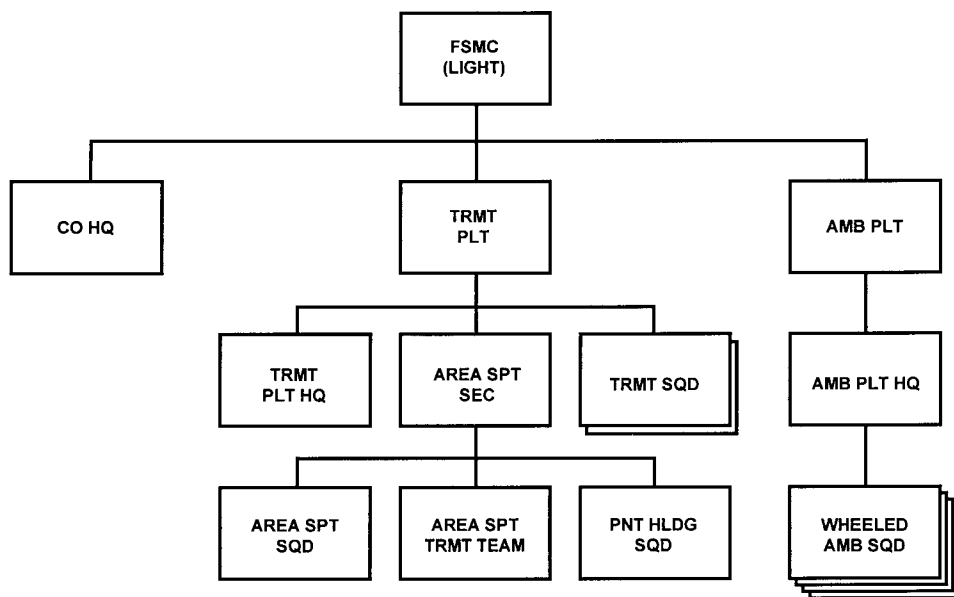 FSMC
(LIGHT)
CO HQ
TRMT
PLT
AMB PLT
TRMT
PLT HQ
AREA SPT
SEC
TRMT SQD
AMB PLT HQ
AREA SPT
SQD
AREA SPT
TRMT TEAM
PNT HLDG
SQD
WHEELED
AMB SQD